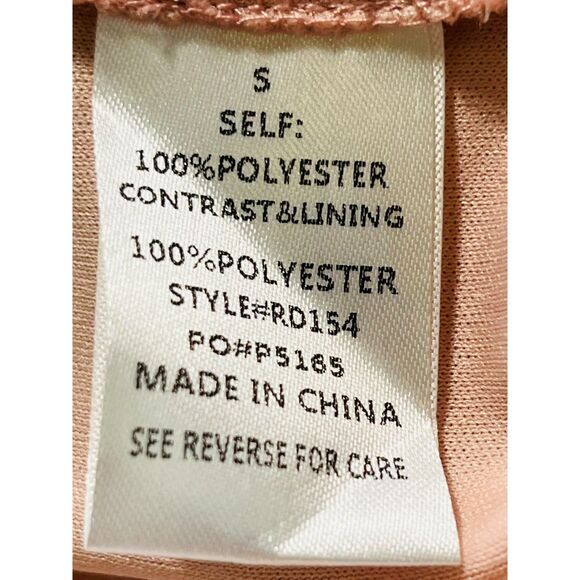 S
SELF:
100%POLYESTER
CONTRAST&LINING
100%POLYESTER
STYLE#RD154
PO#P5165
MADE IN CHINA
SEE REVERSE FOR CARE